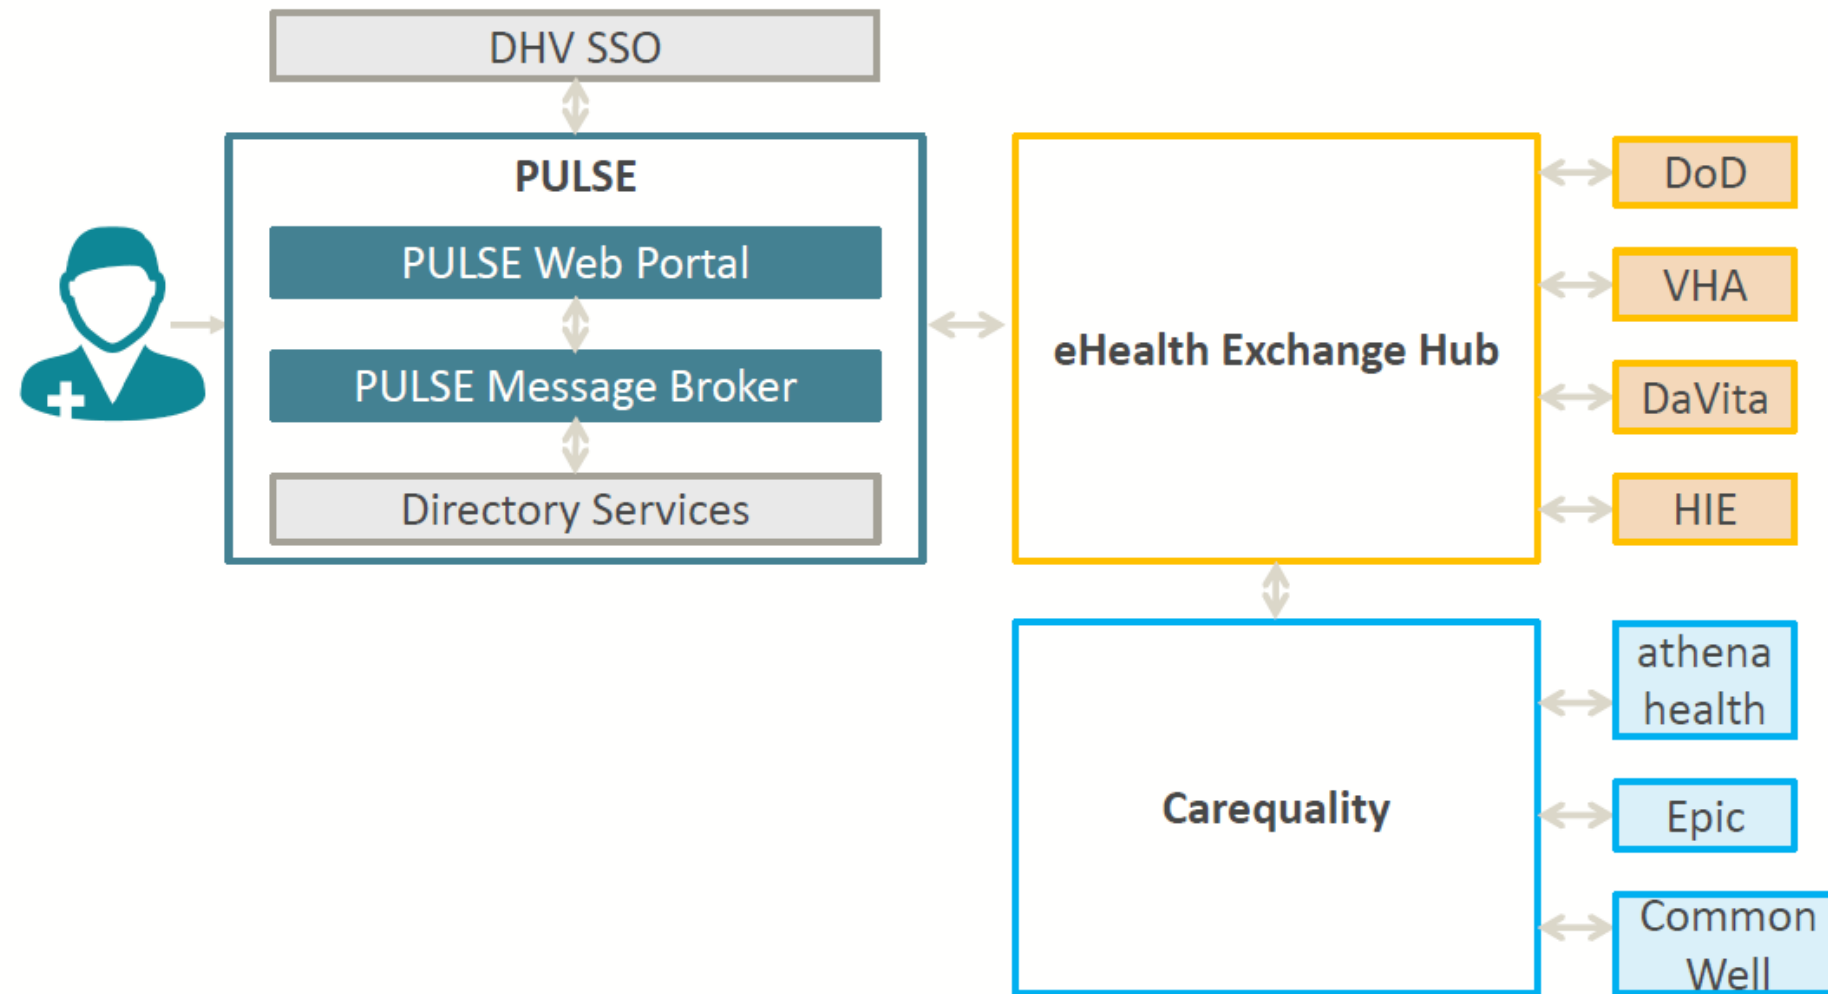 DHV SSO
PULSE
PULSE Web Portal
PULSE Message Broker
Directory Services
eHealth Exchange Hub
DoD
VHA
DaVita
HIE
Carequality
athena
health
Epic
Common
Well